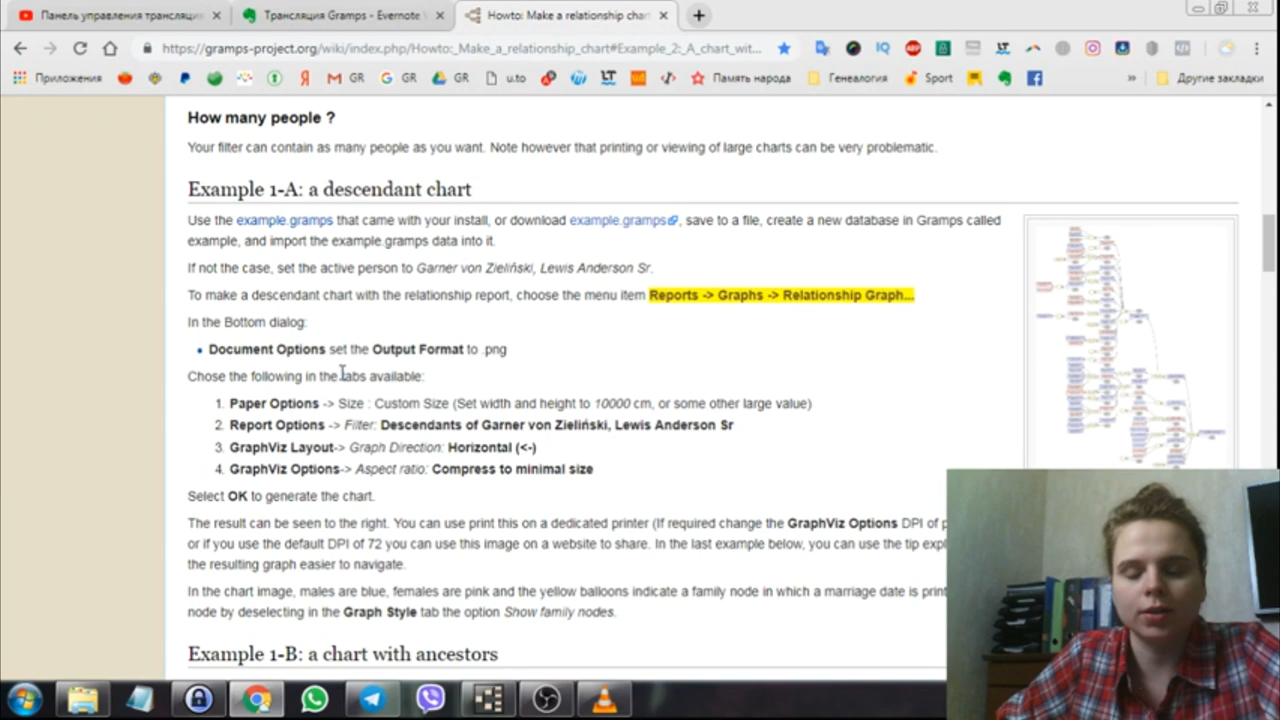 Панель управления трансляци
Трансляция Gramps - Evernote
Howto: Make a relationship char
https://gramps-project.org/wiki/index.php/Howto:_Make_a_relationship_chart#Example_2:_A_chart_wit...
Приложения
GR
GR
GR
u.to
Память народа
Генеалогия
Sport
»
Другие закладки
How many people ?
Your filter can contain as many people as you want. Note however that printing or viewing of large charts can be very problematic.
Example 1-A: a descendant chart
Use the example.gramps that came with your install, or download example.gramps, save to a file, create a new database in Gramps called
example, and import the example.gramps data into it.
If not the case, set the active person to Garner von Zieliński, Lewis Anderson Sr.
To make a descendant chart with the relationship report, choose the menu item Reports -> Graphs -> Relationship Graph...
In the Bottom dialog:
• Document Options set the Output Format to .png
Chose the following in the tabs available:
1. Paper Options -> Size :Custom Size (Set width and height to 10000 cm, or some other large value)
2. Report Options -> Filter: Descendants of Garner von Zieliński, Lewis Anderson Sr
3. GraphViz Layout-> Graph Direction: Horizontal (<-)
4. GraphViz Options-> Aspect ratio: Compress to minimal size
Select OK to generate the chart.
The result can be seen to the right. You can use print this on a dedicated printer (If required change the GraphViz Options DPI of p
or if you use the default DPI of 72 you can use this image on a website to share. In the last example below, you can use the tip expl
the resulting graph easier to navigate.
In the chart image, males are blue, females are pink and the yellow balloons indicate a family node in which a marriage date is print
node by deselecting in the Graph Style tab the option Show family nodes.
Example 1-B: a chart with ancestors